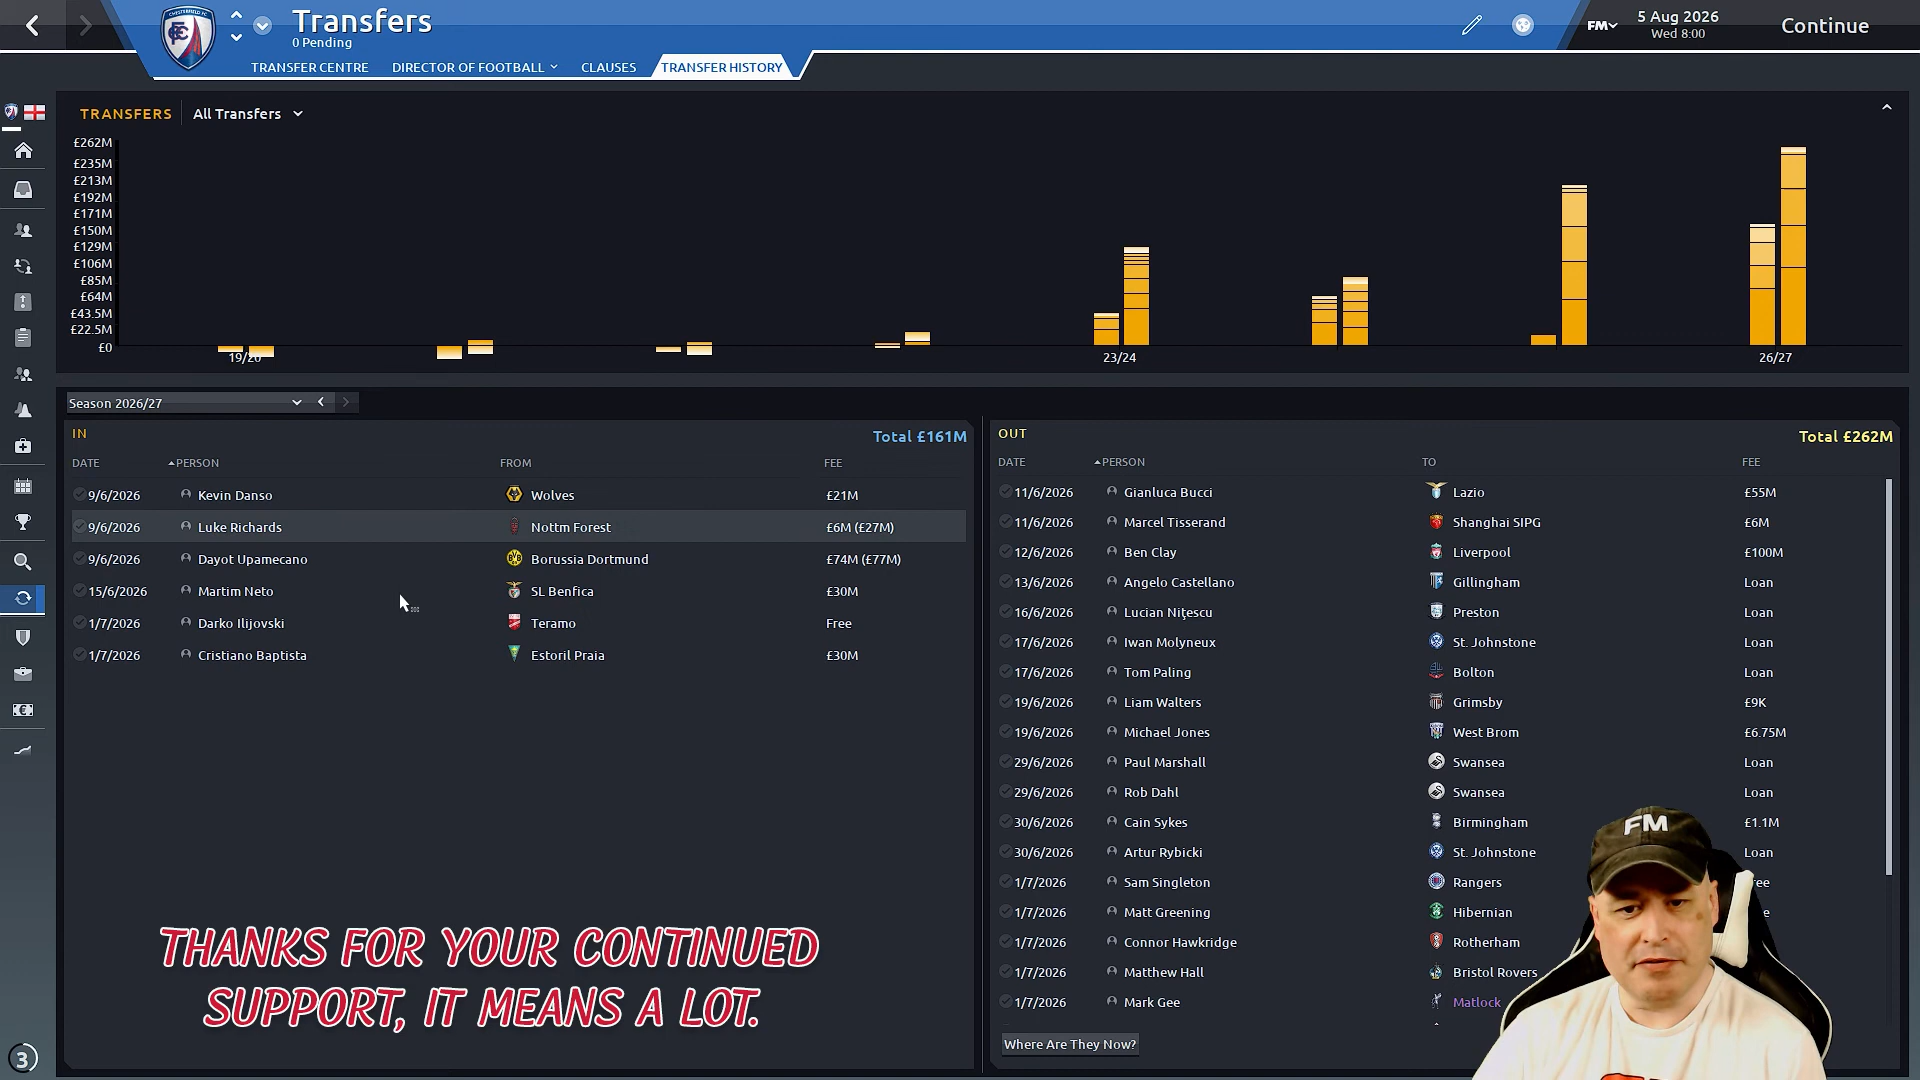 Transfers
0 Pending
FM
5 Aug 2026
Wed 8:00
Continue
TRANSFER CENTRE DIRECTOR OF FOOTBALL CLAUSES TRANSFER HISTORY
TRANSFERS All Transfers
£262M
£235M
£213M
£192M
£171M
£150M
£129M
£106M
£85M
£64M
£43.5M
£22.5M
£0
19/20 23/24 26/27
Season 2026/27
IN Total £161M
DATE PERSON FROM FEE
9/6/2026 Kevin Danso Wolves £21M
9/6/2026 Luke Richards Nottm Forest £6M (£27M)
9/6/2026 Dayot Upamecano Borussia Dortmund £74M (£77M)
15/6/2026 Martim Neto SL Benfica £30M
1/7/2026 Darko Ilijovski Teramo Free
1/7/2026 Cristiano Baptista Estoril Praia £30M
OUT Total £262M
DATE PERSON TO FEE
11/6/2026 Gianluca Bucci Lazio £55M
11/6/2026 Marcel Tisserand Shanghai SIPG £6M
12/6/2026 Ben Clay Liverpool £100M
13/6/2026 Angelo Castellano Gillingham Loan
16/6/2026 Lucian Niţescu Preston Loan
17/6/2026 Iwan Molyneux St. Johnstone Loan
17/6/2026 Tom Paling Bolton Loan
19/6/2026 Liam Walters Grimsby £9K
19/6/2026 Michael Jones West Brom £6.75M
29/6/2026 Paul Marshall Swansea Loan
29/6/2026 Rob Dahl Swansea Loan
30/6/2026 Cain Sykes Birmingham £1.1M
30/6/2026 Artur Rybicki St. Johnstone Loan
1/7/2026 Sam Singleton Rangers
1/7/2026 Matt Greening Hibernian
1/7/2026 Connor Hawkridge Rotherham
1/7/2026 Matthew Hall Bristol Rovers
1/7/2026 Mark Gee Matlock
Where Are They Now?
FM
THANKS FOR YOUR CONTINUED
SUPPORT, IT MEANS A LOT.
3